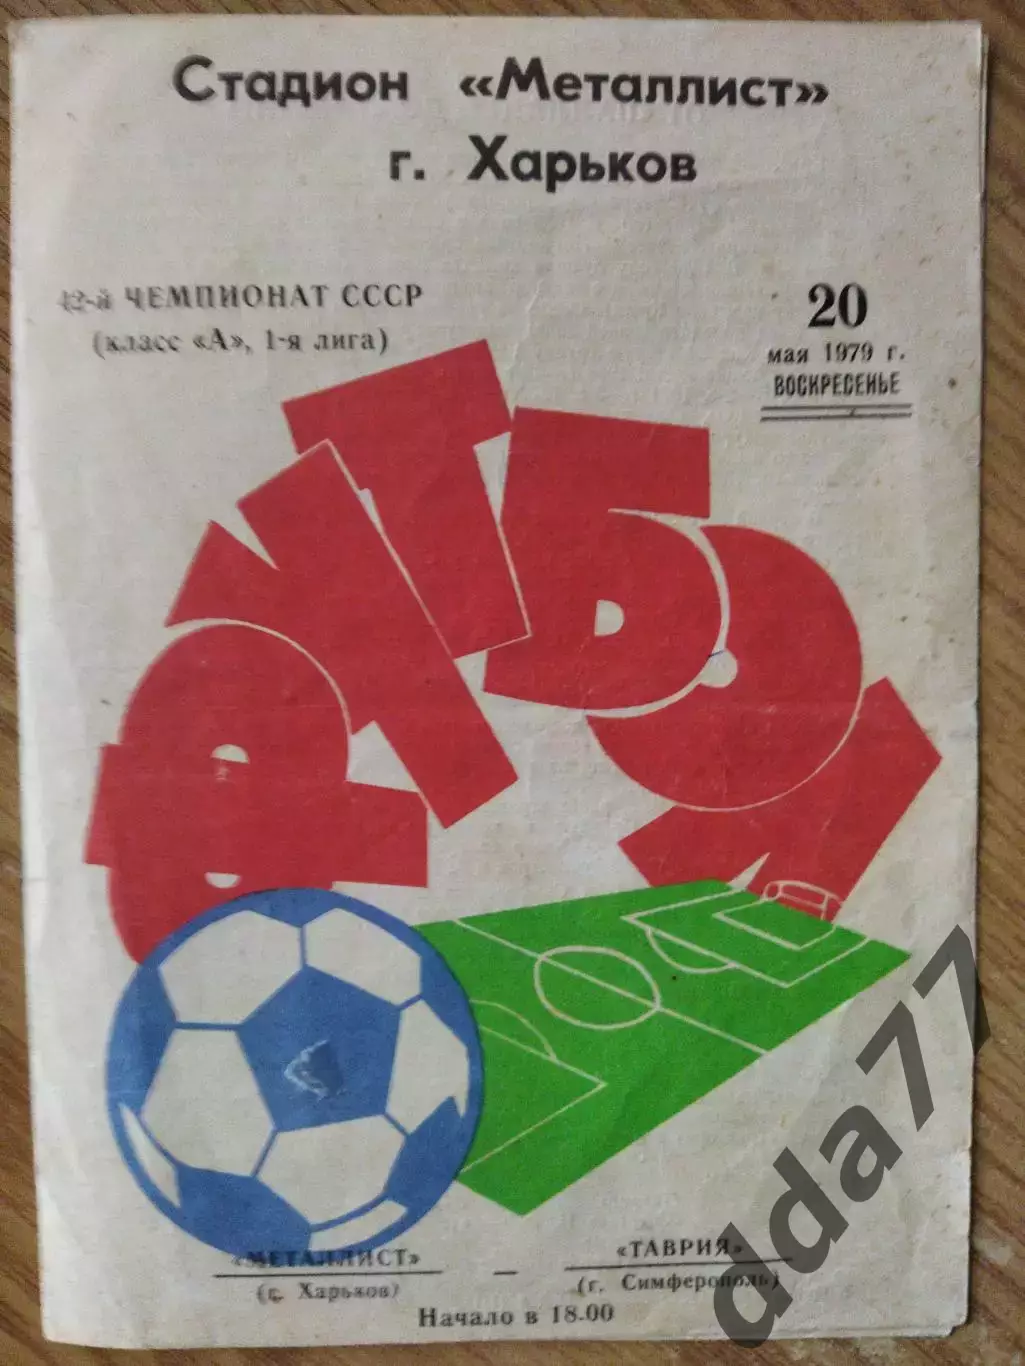 Стадион «Металлист»
г. Харьков
42-й ЧЕМПИОНАТ СССР
(класс «А», 1-я лига)
20
мая 1979 г.
ВОСКРЕСЕНЬЕ
ФУТБОЛ
«МЕТАЛЛИСТ» — «ТАВРИЯ»
(г. Харьков) (г. Симферополь)
Начало в 18.00
dda77